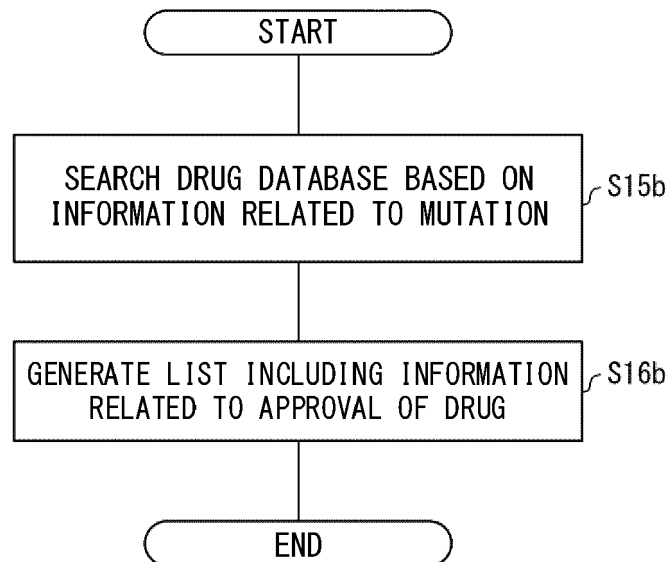 START
SEARCH DRUG DATABASE BASED ON
INFORMATION RELATED TO MUTATION
S15b
GENERATE LIST INCLUDING INFORMATION
RELATED TO APPROVAL OF DRUG
S16b
END